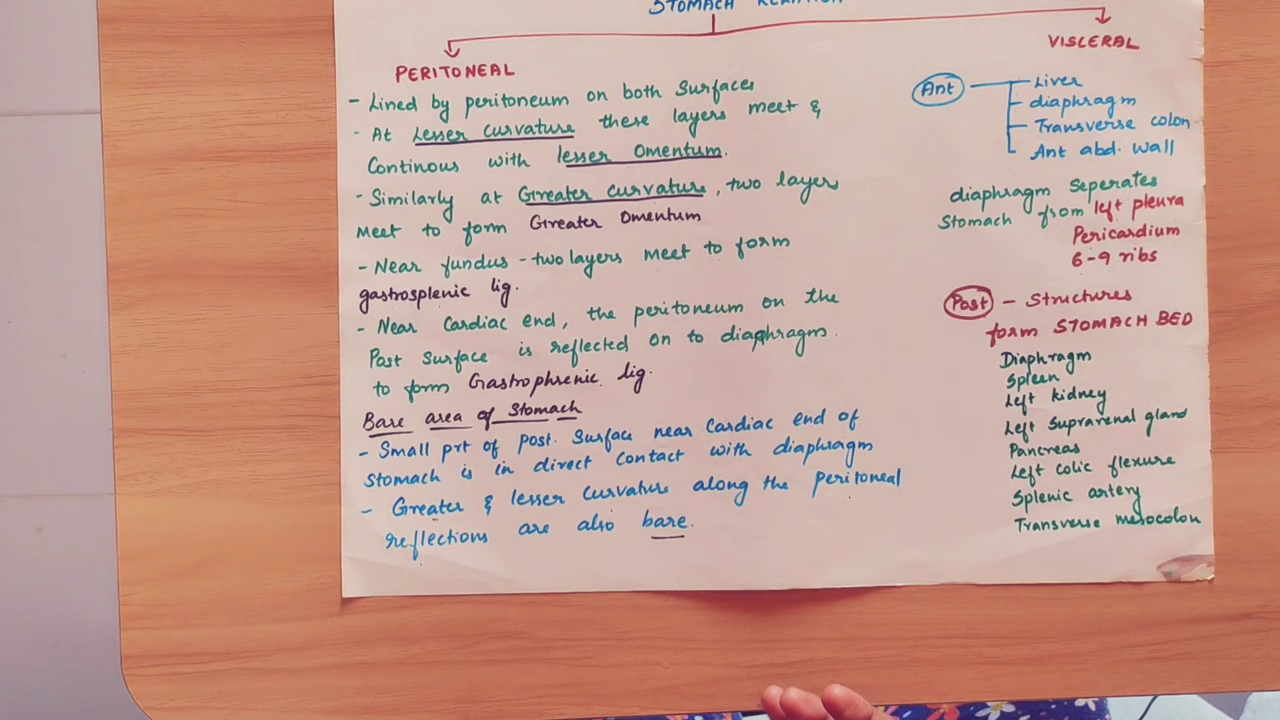 STOMACH RELATION
PERITONEAL
- Lined by peritoneum on both surfaces
- At Lesser curvature these layers meet &
Continous with lesser Omentum.
- Similarly at Greater curvature, two layers
meet to form Greater Omentum
- Near fundus - two layers meet to form
gastrosplenic lig.
- Near Cardiac end, the peritoneum on the
Post surface is reflected on to diaphragm.
to form Gastrophrenic lig.
Bare area of Stomach
- Small prt of post. surface near Cardiac end of
Stomach is in direct contact with diaphragm
- Greater & lesser curvature along the peritoneal
reflections are also bare.
VISCERAL
Ant - Liver
- diaphragm
- Transverse colon
- Ant abd. wall
diaphragm seperates
Stomach from left pleura
Pericardium
6-9 ribs
Post - Structures
form STOMACH BED
Diaphragm
Spleen
Left kidney
Left Suprarenal gland
Pancreas
Left colic flexure
Splenic artery
Transverse mesocolon